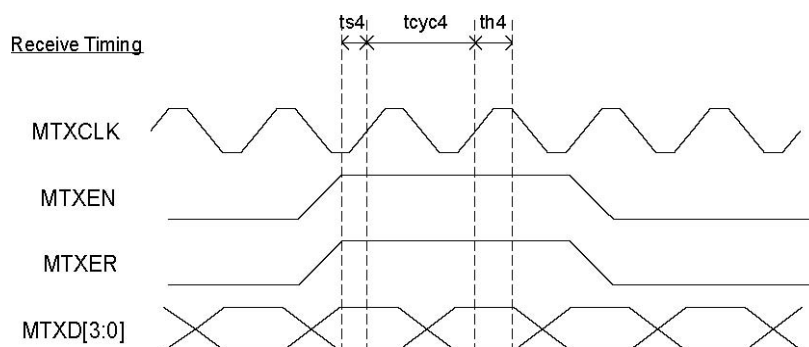 ts4 tcyc4 th4
Receive Timing
MTXCLK
MTXEN
MTXER
MTXD[3:0]